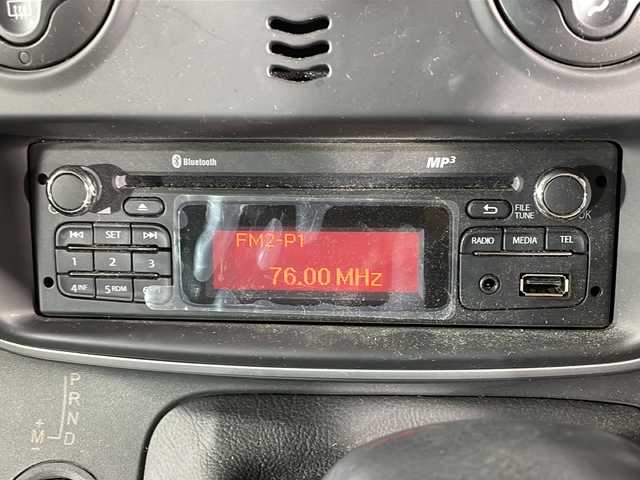 Bluetooth
MP3
FILE
TUNE
OK
SET
RADIO MEDIA TEL
1 2 3
4 INF 5 RDM 6
FM2-P1
76.00 MHz
P
R
N
+ M - D